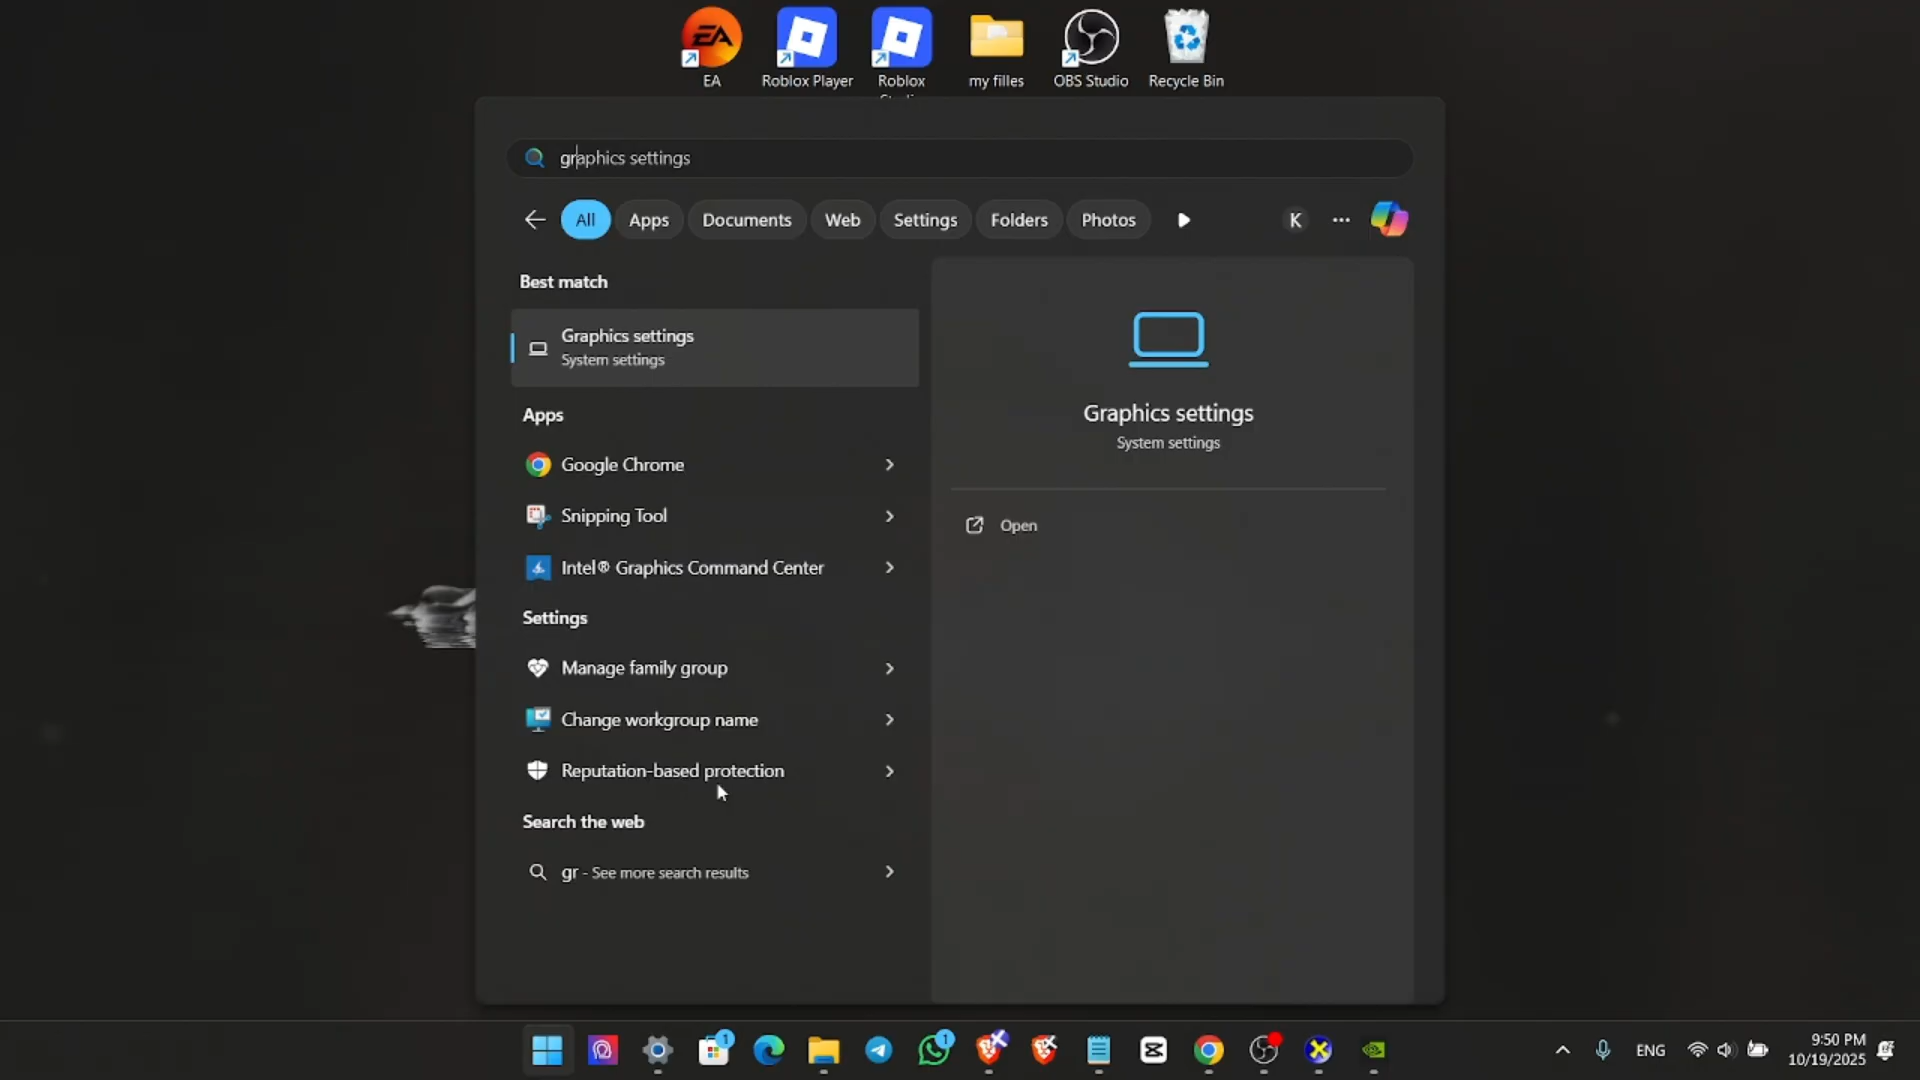 EA
Roblox Player
Roblox
my filles
OBS Studio
Recycle Bin
graphics settings
All
Apps
Documents
Web
Settings
Folders
Photos
K
Best match
Graphics settings
System settings
Apps
Google Chrome
Snipping Tool
Intel® Graphics Command Center
Settings
Manage family group
Change workgroup name
Reputation-based protection
Search the web
gr - See more search results
Graphics settings
System settings
Open
1
1
ENG
9:50 PM
10/19/2025